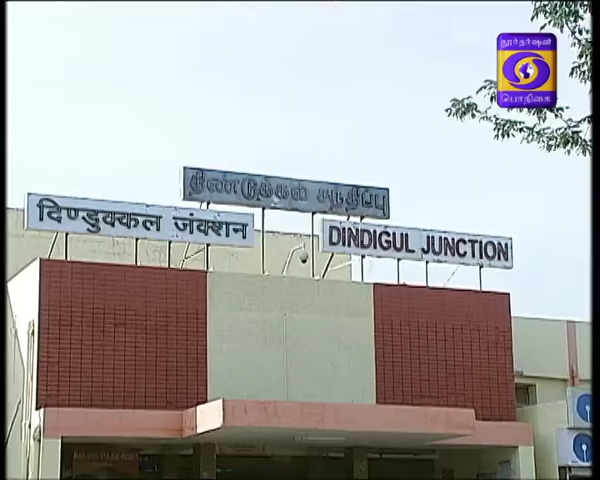 தூர்தர்ஷன்
பொதிகை
திண்டுக்கல் சந்திப்பு
दिण्डुक्कल जंक्शन
DINDIGUL JUNCTION